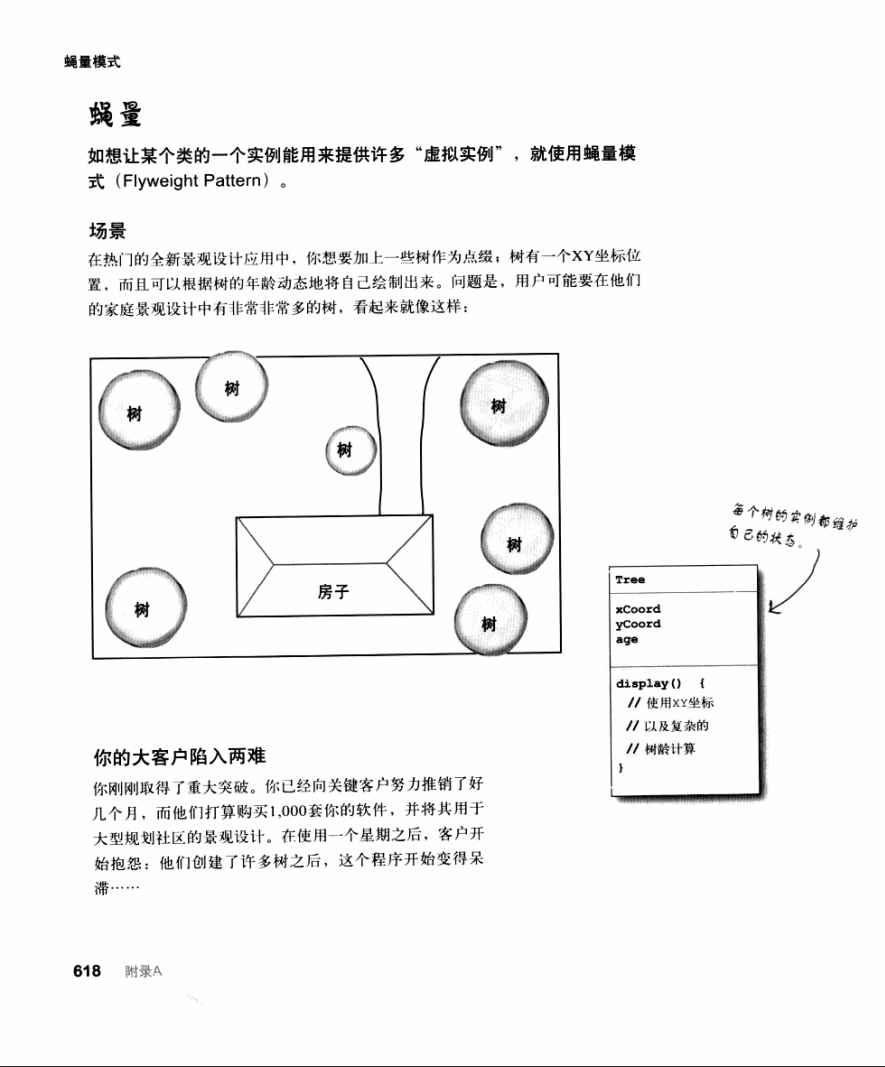 蝇量模式
蝇量
如想让某个类的一个实例能用来提供许多“虚拟实例”，就使用蝇量模
式（Flyweight Pattern）。
场景
在热门的全新景观设计应用中，你想要加上一些树作为点缀；树有一个XY坐标位
置，而且可以根据树的年龄动态地将自己绘制出来。问题是，用户可能要在他们
的家庭景观设计中有非常非常多的树，看起来就像这样：
树
树
树
树
树
树
树
房子
每个树的实例都维护
自己的状态。
Tree
xCoord
yCoord
age
display() {
// 使用XY坐标
// 以及复杂的
// 树龄计算
}
你的大客户陷入两难
你刚刚取得了重大突破。你已经向关键客户努力推销了好
几个月，而他们打算购买1,000套你的软件，并将其用于
大型规划社区的景观设计。在使用一个星期之后，客户开
始抱怨：他们创建了许多树之后，这个程序开始变得呆
滞……
618 附录A